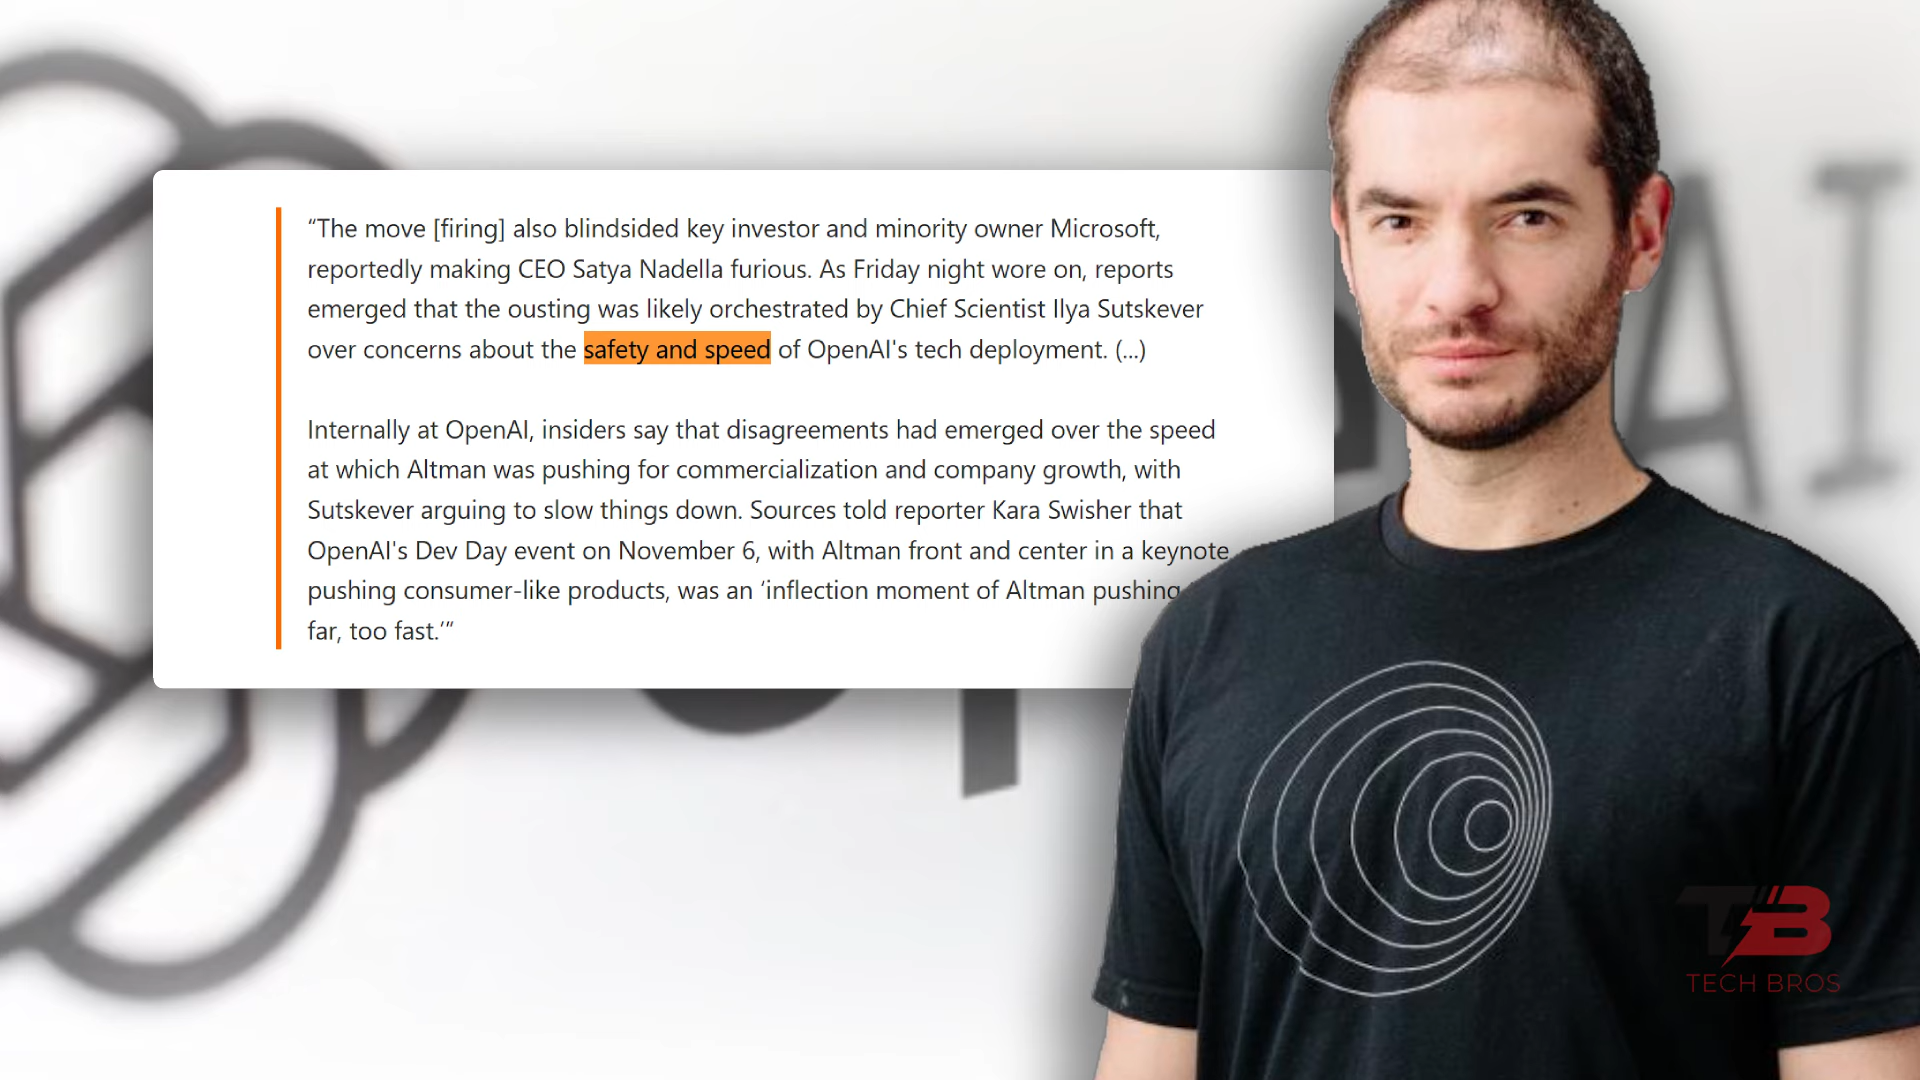 “The move [firing] also blindsided key investor and minority owner Microsoft,
reportedly making CEO Satya Nadella furious. As Friday night wore on, reports
emerged that the ousting was likely orchestrated by Chief Scientist Ilya Sutskever
over concerns about the safety and speed of OpenAI's tech deployment. (...)
Internally at OpenAI, insiders say that disagreements had emerged over the speed
at which Altman was pushing for commercialization and company growth, with
Sutskever arguing to slow things down. Sources told reporter Kara Swisher that
OpenAI's Dev Day event on November 6, with Altman front and center in a keynote
pushing consumer-like products, was an ‘inflection moment of Altman pushing
far, too fast.’”
AI
TB
TECH BROS